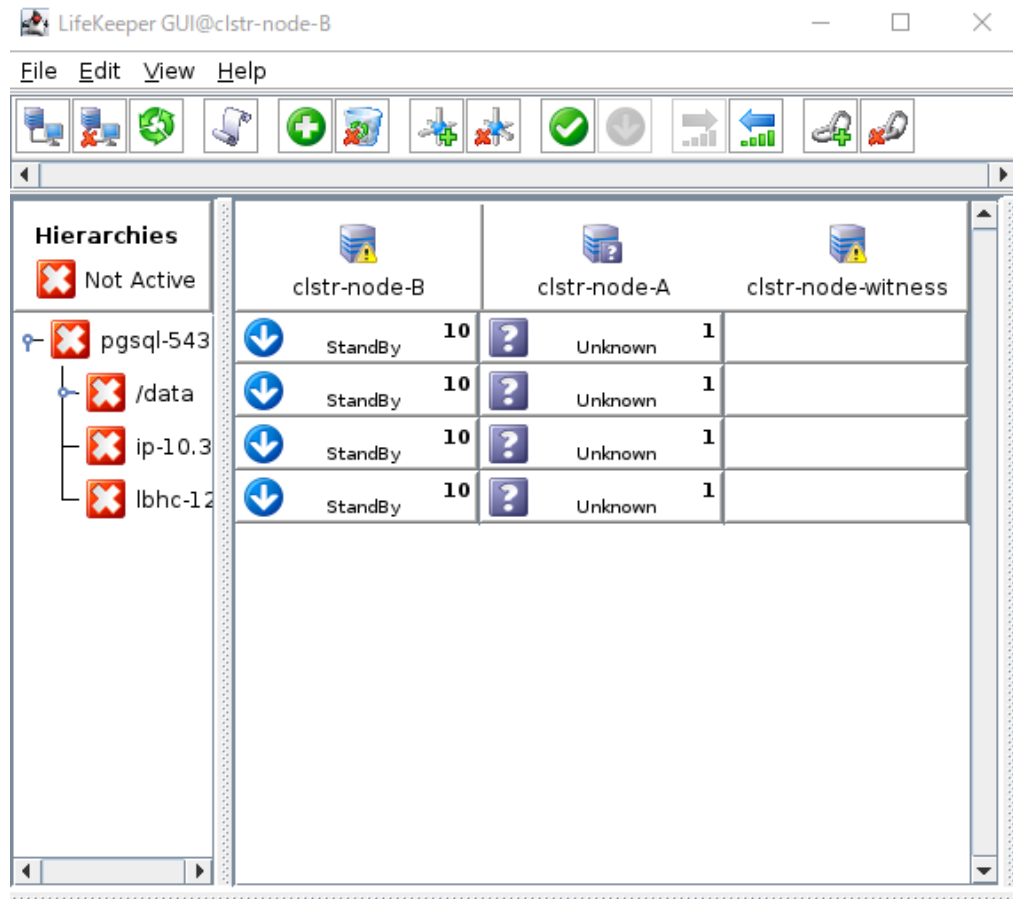 LifeKeeper GUI@clstr-node-B
File Edit View Help
Hierarchies
Not Active
clstr-node-B
clstr-node-A
clstr-node-witness
pgsql-543
StandBy 10
Unknown 1
/data
StandBy 10
Unknown 1
ip-10.3
StandBy 10
Unknown 1
lbhc-12
StandBy 10
Unknown 1